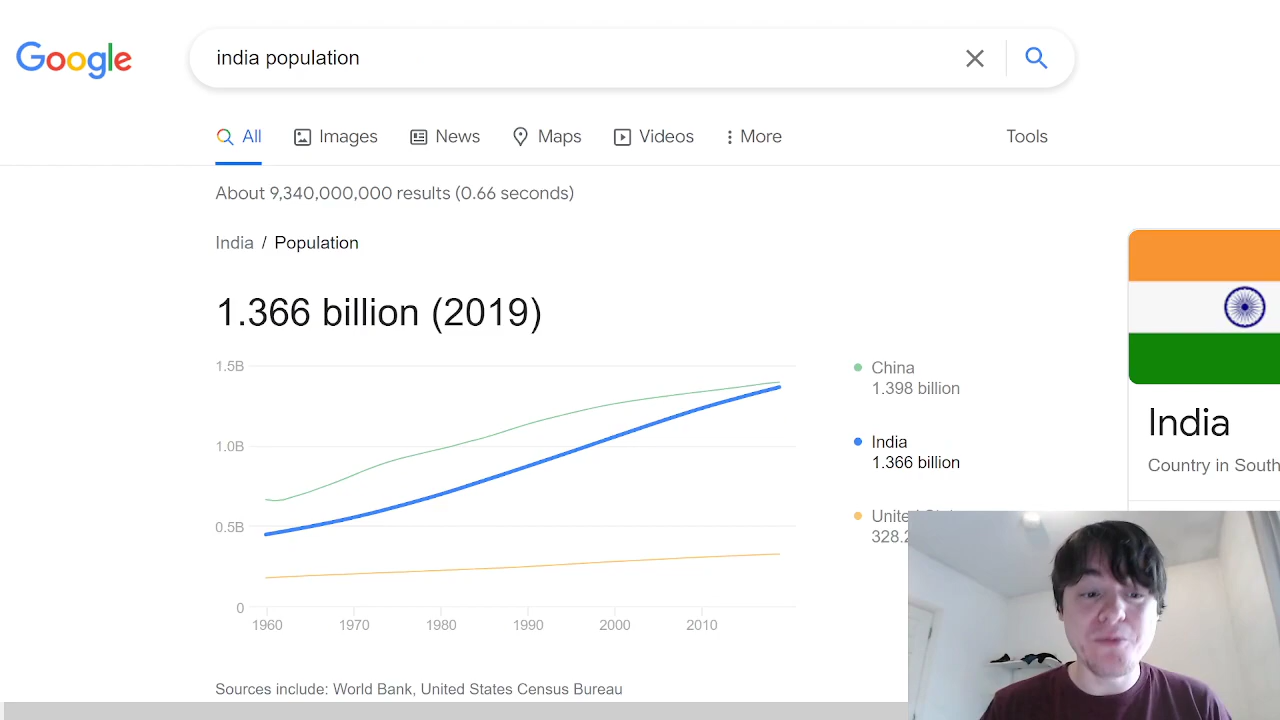 Google
india population
All Images News Maps Videos More Tools
About 9,340,000,000 results (0.66 seconds)
India / Population
1.366 billion (2019)
1.5B
1.0B
0.5B
0
1960 1970 1980 1990 2000 2010
China
1.398 billion
India
1.366 billion
Sources include: World Bank, United States Census Bureau
India
Country in South